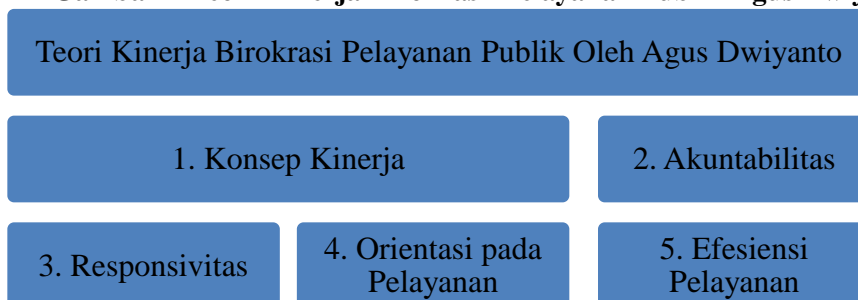 Teori Kinerja Birokrasi Pelayanan Publik Oleh Agus Dwiyanto
1. Konsep Kinerja
2. Akuntabilitas
3. Responsivitas
4. Orientasi pada
Pelayanan
5. Efesiensi
Pelayanan